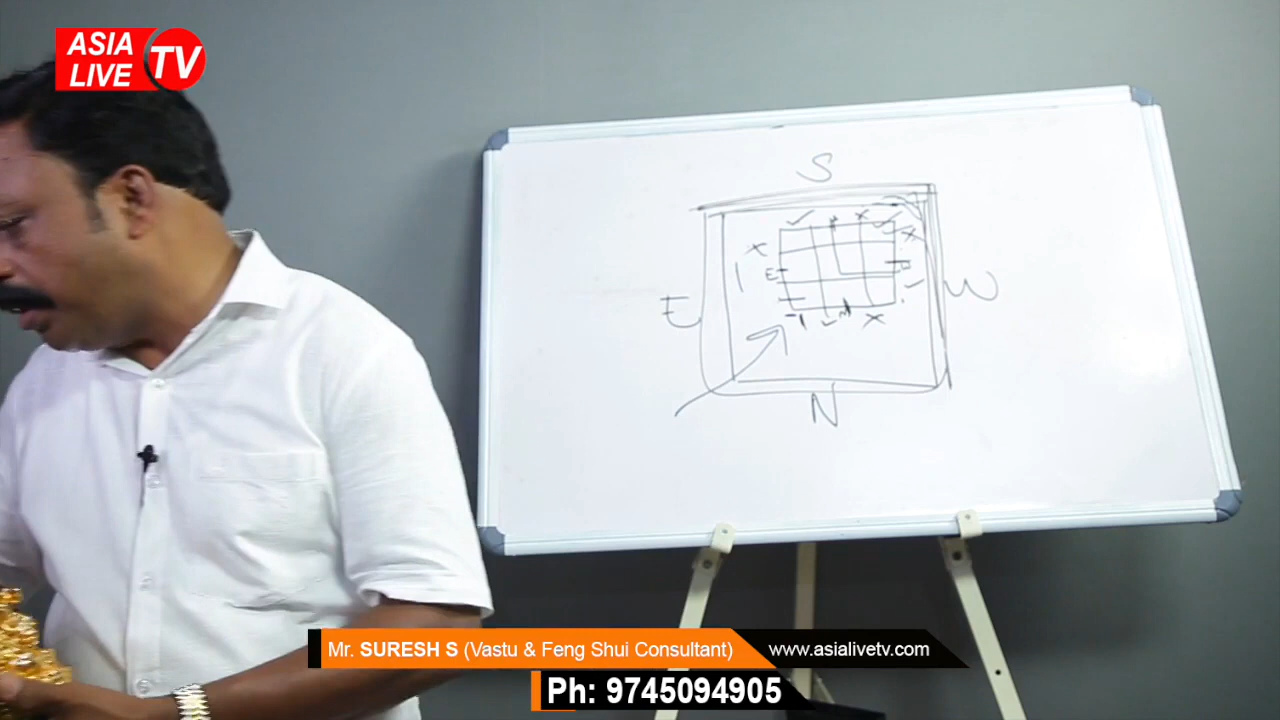 ASIA
LIVE
TV
S
E
W
N
Mr. SURESH S (Vastu & Feng Shui Consultant)
www.asialivetv.com
Ph: 9745094905